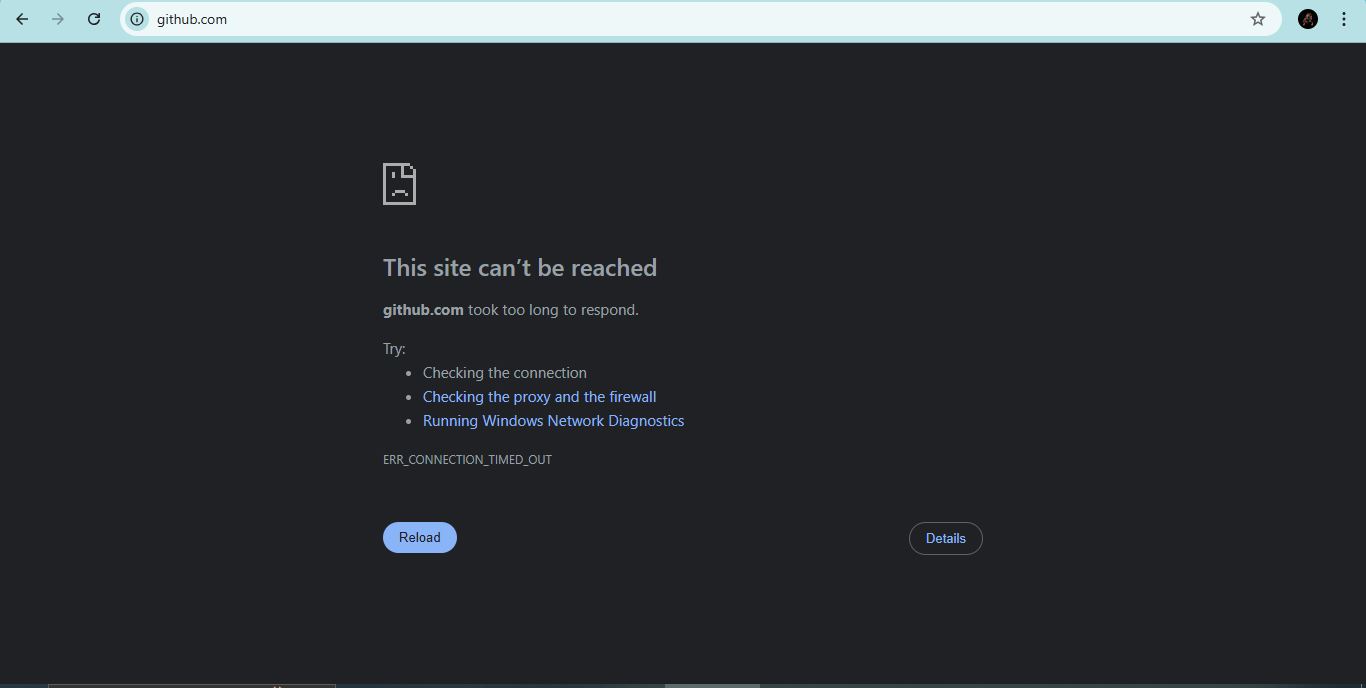 github.com
This site can’t be reached
github.com took too long to respond.
Try:
Checking the connection
Checking the proxy and the firewall
Running Windows Network Diagnostics
ERR_CONNECTION_TIMED_OUT
Reload
Details